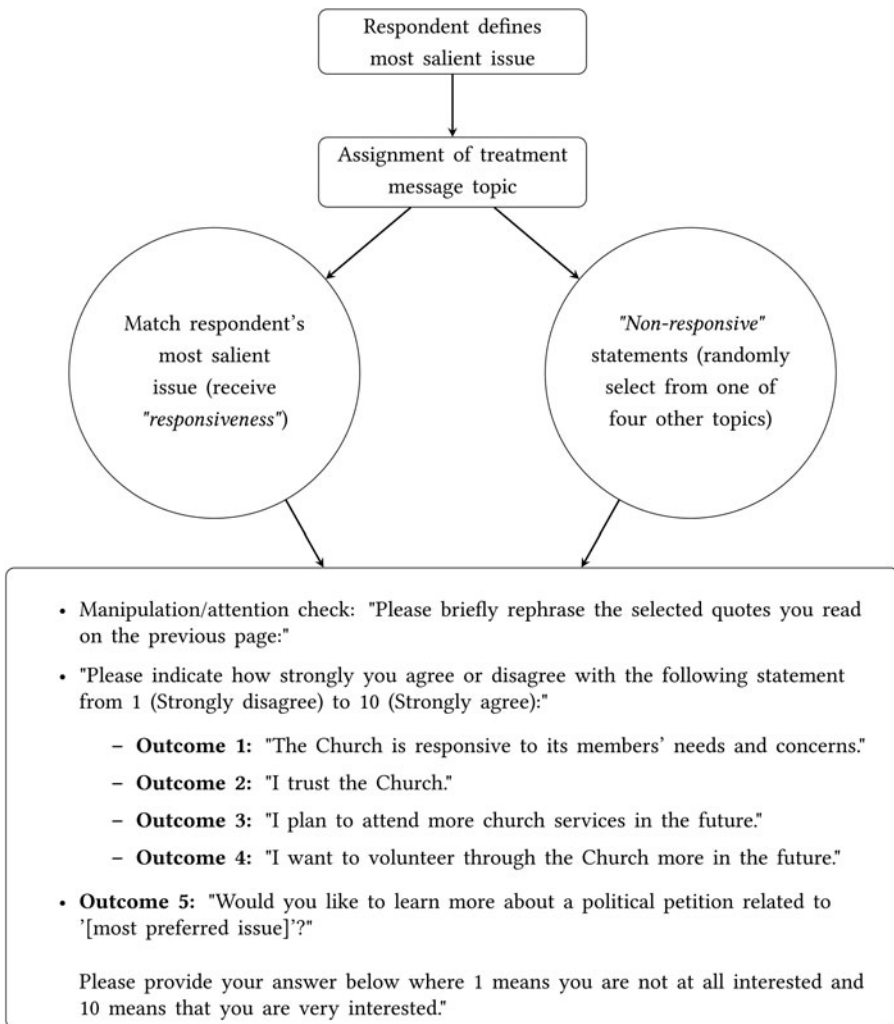 Respondent defines
most salient issue
Assignment of treatment
message topic
Match respondent's
most salient
issue (receive
"responsiveness")
"Non-responsive"
statements (randomly
select from one of
four other topics)
• Manipulation/attention check: "Please briefly rephrase the selected quotes you read
on the previous page:"
• "Please indicate how strongly you agree or disagree with the following statement
from 1 (Strongly disagree) to 10 (Strongly agree):"
– Outcome 1: "The Church is responsive to its members' needs and concerns."
– Outcome 2: "I trust the Church."
– Outcome 3: "I plan to attend more church services in the future."
– Outcome 4: "I want to volunteer through the Church more in the future."
• Outcome 5: "Would you like to learn more about a political petition related to
'[most preferred issue]'?"
Please provide your answer below where 1 means you are not at all interested and
10 means that you are very interested."